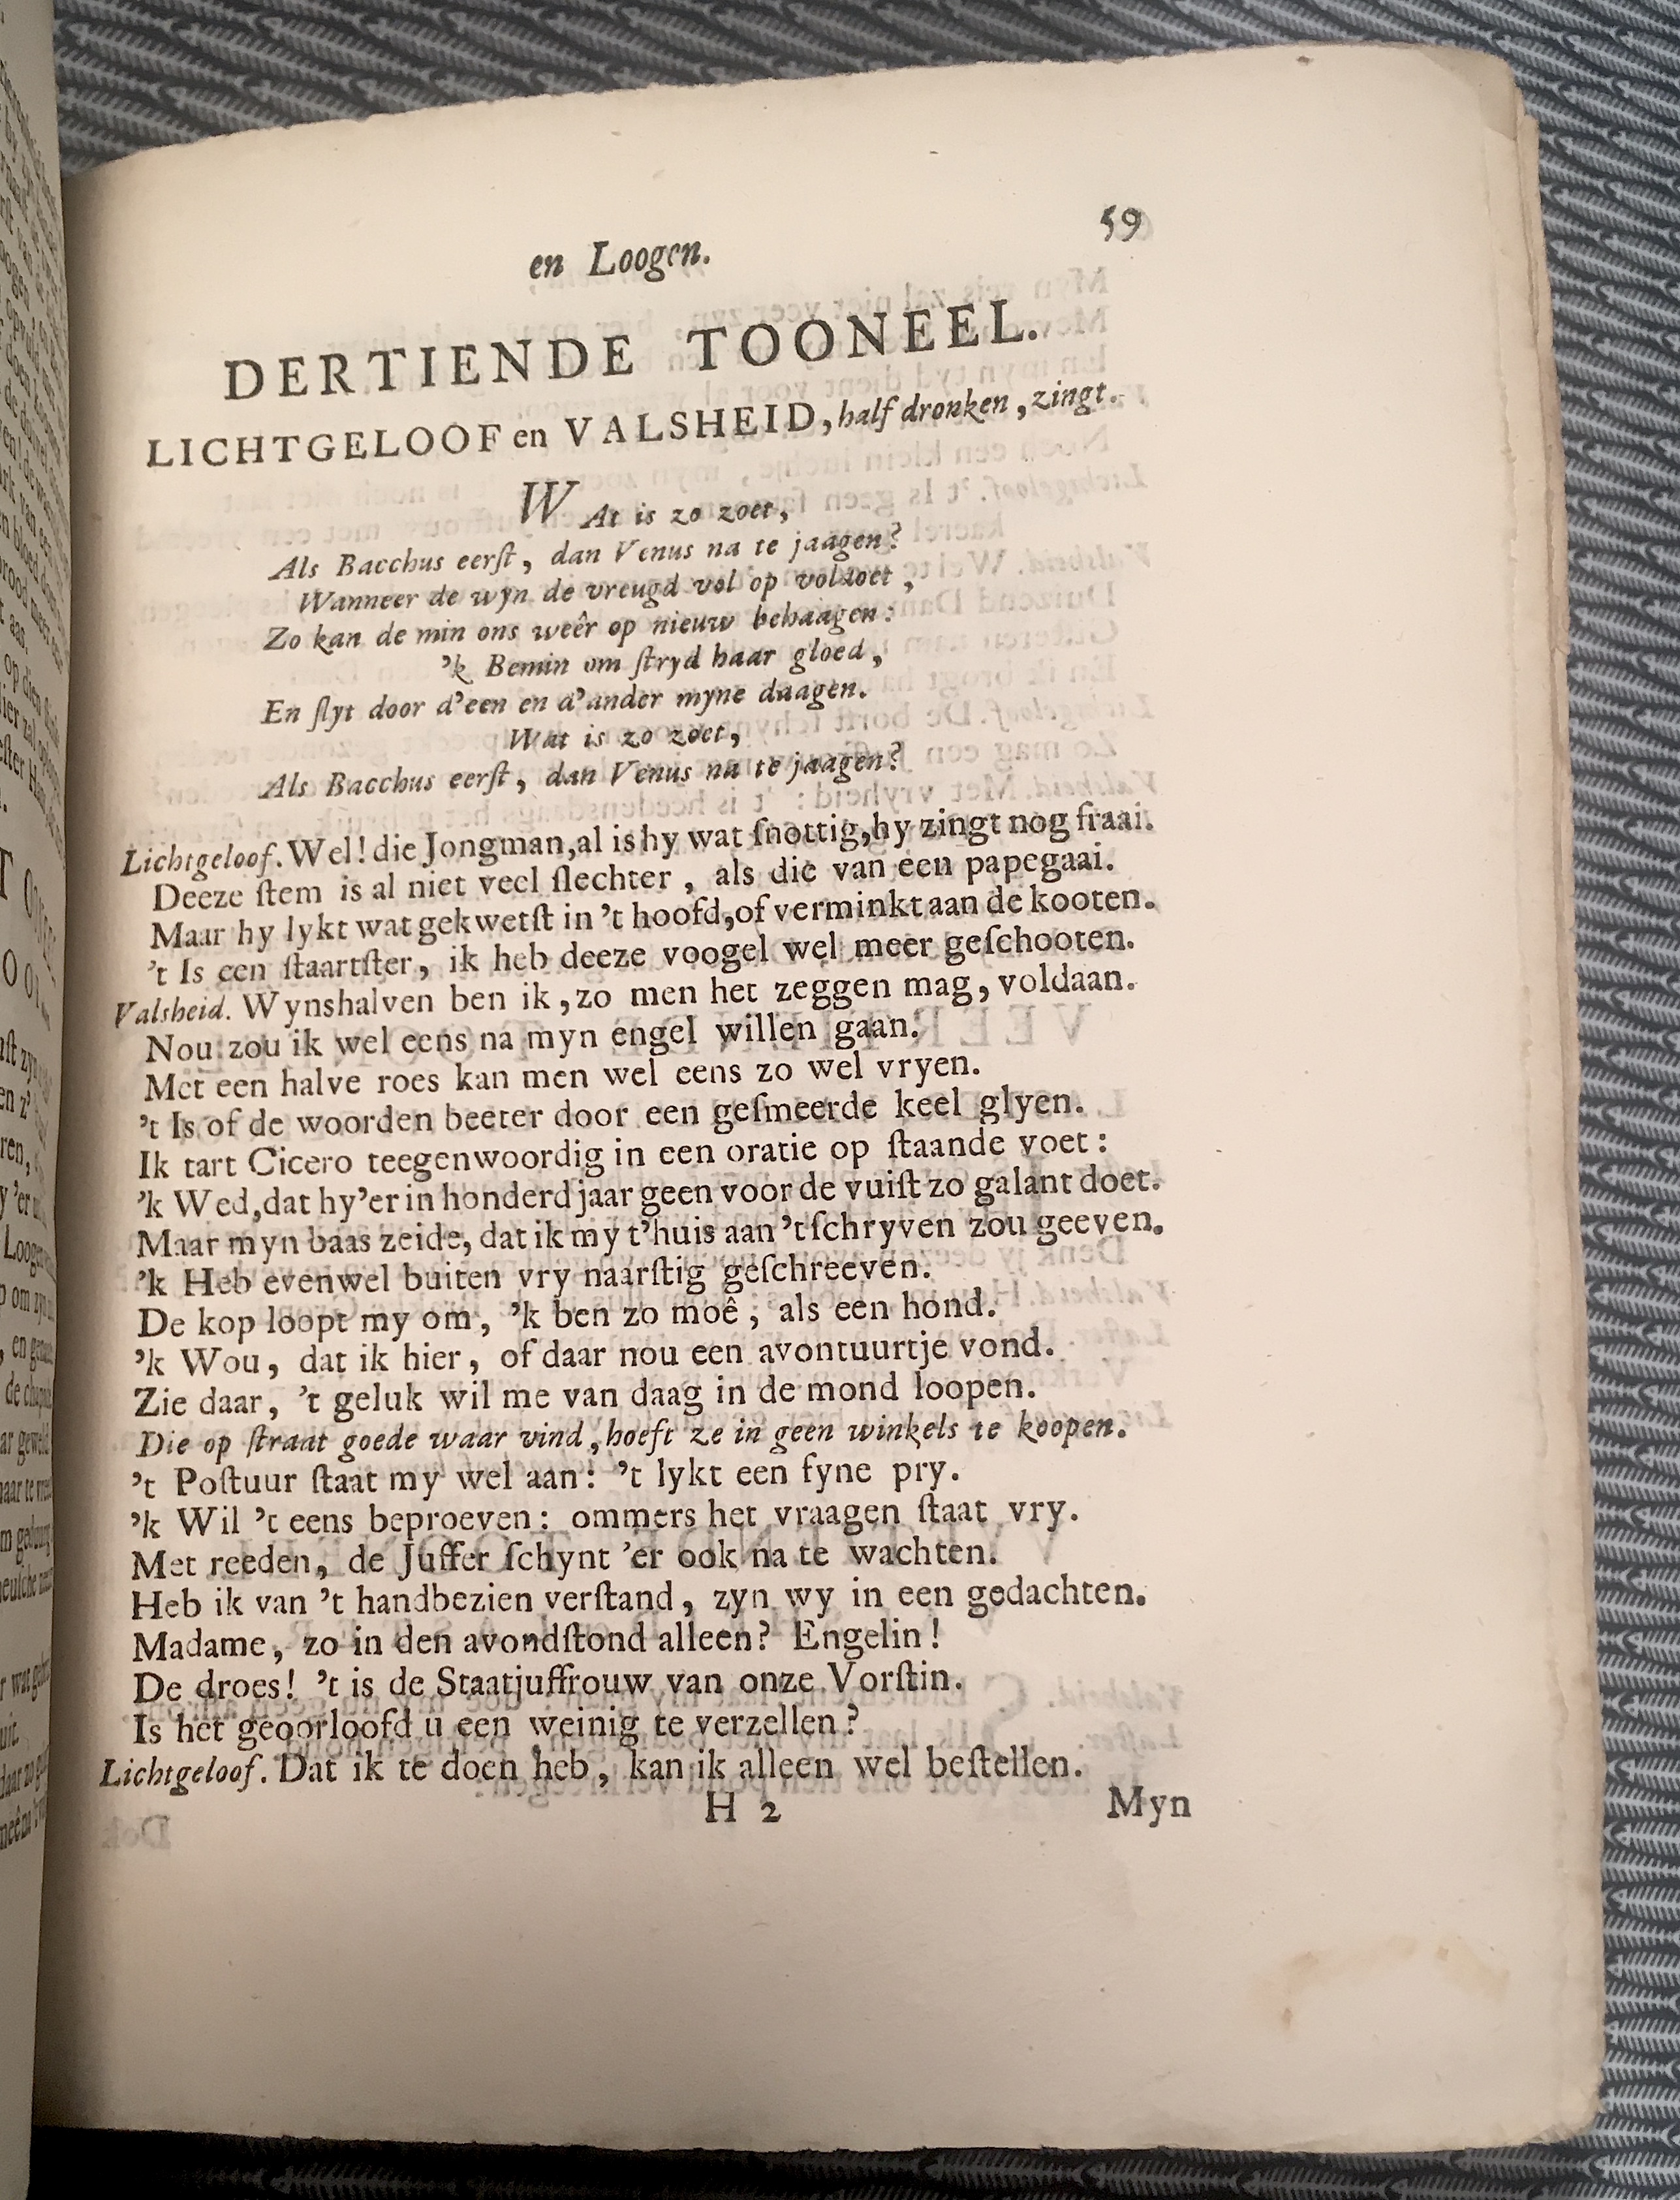 59
en Loogen.
DERTIENDE TOONEEL.
LICHTGELOOF en VALSHEID, half dronken, zingt.
WAt is zo zoet,
Als Bacchus eerſt, dan Venus na te jaagen?
Wanneer de wyn de vreugd vol op voldoet,
Zo kan de min ons weêr op nieuw behaagen:
'k Bemin om ſtryd haar gloed,
En ſlyt door d'een en d'ander myne daagen.
Wat is zo zoet,
Als Bacchus eerſt, dan Venus na te jaagen?
Lichtgeloof. Wel! die Jongman, al is hy wat ſnottig, hy zingt nog fraai.
Deeze ſtem is al niet veel ſlechter, als die van een papegaai.
Maar hy lykt wat gekwetſt in 't hoofd, of verminkt aan de kooten.
't Is een ſtaartſter, ik heb deeze voogel wel meer geſchooten.
Valsheid. Wynshalven ben ik, zo men het zeggen mag, voldaan.
Nou zou ik wel eens na myn engel willen gaan.
Met een halve roes kan men wel eens zo wel vryen.
't Is of de woorden beeter door een geſmeerde keel glyen.
Ik tart Cicero teegenwoordig in een oratie op ſtaande voet:
'k Wed, dat hy'er in honderd jaar geen voor de vuiſt zo galant doet.
Maar myn baas zeide, dat ik my t'huis aan 't ſchryven zou geeven.
'k Heb evenwel buiten vry naarſtig geſchreeven.
De kop loopt my om, 'k ben zo moê, als een hond.
'k Wou, dat ik hier, of daar nou een avontuurtje vond.
Zie daar, 't geluk wil me van daag in de mond loopen.
Die op ſtraat goede waar vind, hoeft ze in geen winkels te koopen.
't Poſtuur ſtaat my wel aan: 't lykt een fyne pry.
'k Wil 't eens beproeven: ommers het vraagen ſtaat vry.
Met reeden, de Juffer ſchynt 'er ook na te wachten.
Heb ik van 't handbezien verſtand, zyn wy in een gedachten.
Madame, zo in den avondſtond alleen? Engelin!
De droes! 't is de Staatjuffrouw van onze Vorſtin.
Is het geoorloofd u een weinig te verzellen?
Lichtgeloof. Dat ik te doen heb, kan ik alleen wel beſtellen.
H 2
Myn